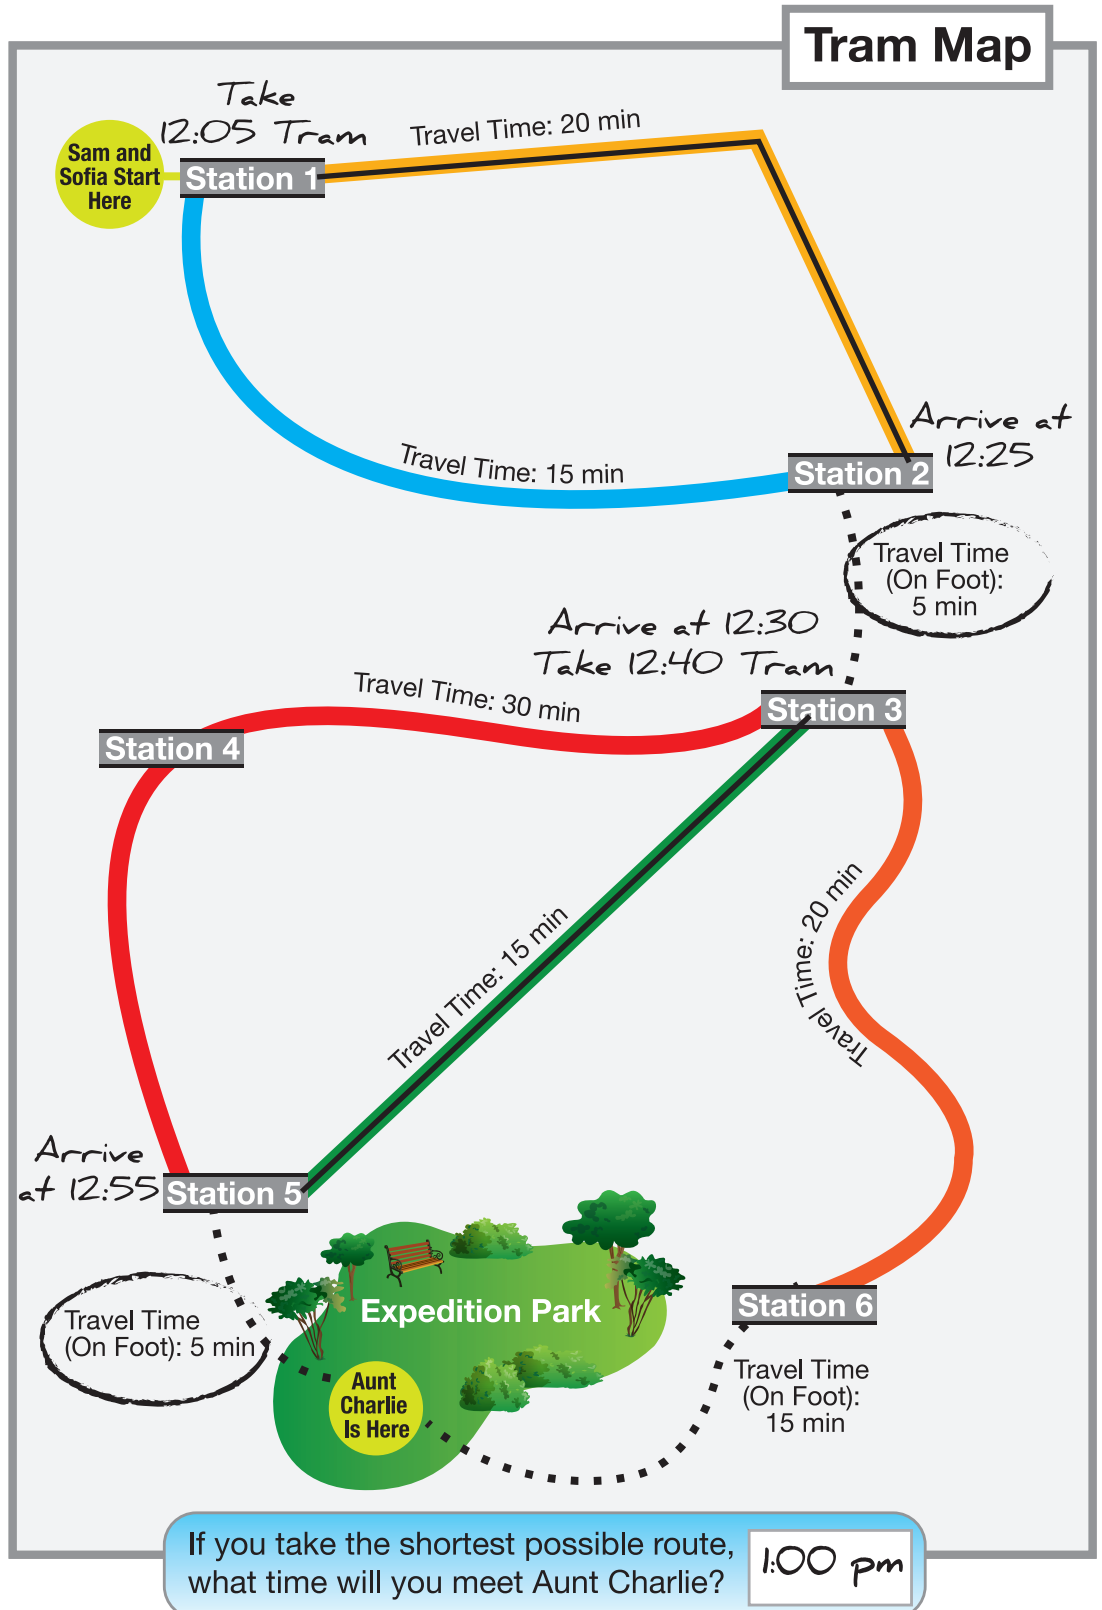 Tram Map
Take
12:05 Tram
Travel Time: 20 min
Sam and
Sofia Start
Here
Station 1
Arrive at
12:25
Travel Time: 15 min
Station 2
Travel Time
(On Foot):
5 min
Arrive at 12:30
Take 12:40 Tram
Travel Time: 30 min
Station 3
Station 4
Travel Time: 20 min
Travel Time: 15 min
Arrive
at 12:55
Station 5
Expedition Park
Station 6
Travel Time
(On Foot): 5 min
Aunt
Charlie
Is Here
Travel Time
(On Foot):
15 min
If you take the shortest possible route,
what time will you meet Aunt Charlie?
1:00 pm